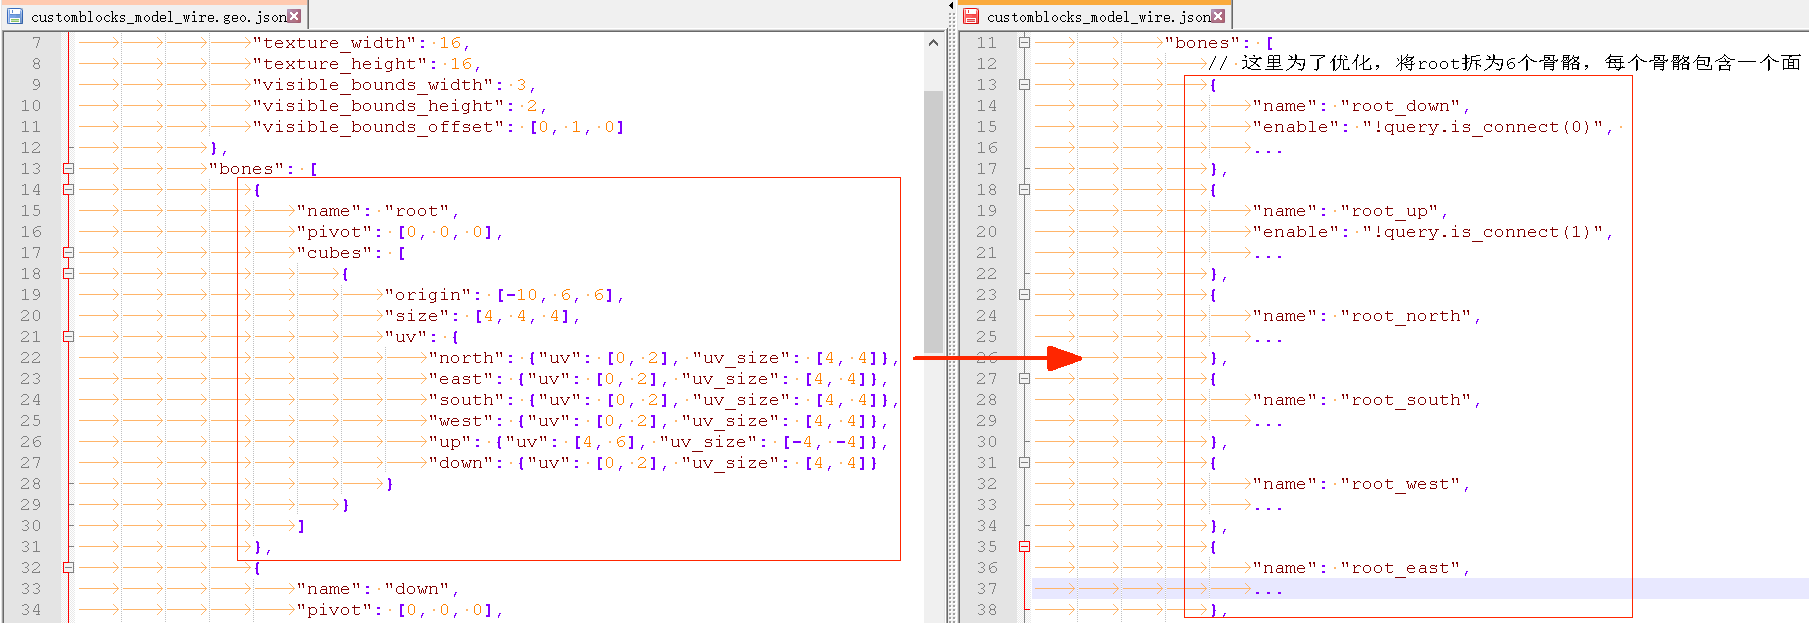 customblocks_model_wire.geo.json
7 "texture_width": 16,
8 "texture_height": 16,
9 "visible_bounds_width": 3,
10 "visible_bounds_height": 2,
11 "visible_bounds_offset": [0, 1, 0]
12 },
13 "bones": [
14 {
15 "name": "root",
16 "pivot": [0, 0, 0],
17 "cubes": [
18 {
19 "origin": [-10, 6, 6],
20 "size": [4, 4, 4],
21 "uv": {
22 "north": {"uv": [0, 2], "uv_size": [4, 4]},
23 "east": {"uv": [0, 2], "uv_size": [4, 4]},
24 "south": {"uv": [0, 2], "uv_size": [4, 4]},
25 "west": {"uv": [0, 2], "uv_size": [4, 4]},
26 "up": {"uv": [4, 6], "uv_size": [-4, -4]},
27 "down": {"uv": [0, 2], "uv_size": [4, 4]}
28 }
29 }
30 ]
31 },
32 {
33 "name": "down",
34 "pivot": [0, 0, 0],
customblocks_model_wire.json
11 "bones": [
12 // 这里为了优化，将root拆为6个骨骼，每个骨骼包含一个面
13 {
14 "name": "root_down",
15 "enable": "!query.is_connect(0)",
16 ...
17 },
18 {
19 "name": "root_up",
20 "enable": "!query.is_connect(1)",
21 ...
22 },
23 {
24 "name": "root_north",
25 ...
26 },
27 {
28 "name": "root_south",
29 ...
30 },
31 {
32 "name": "root_west",
33 ...
34 },
35 {
36 "name": "root_east",
37 ...
38 },